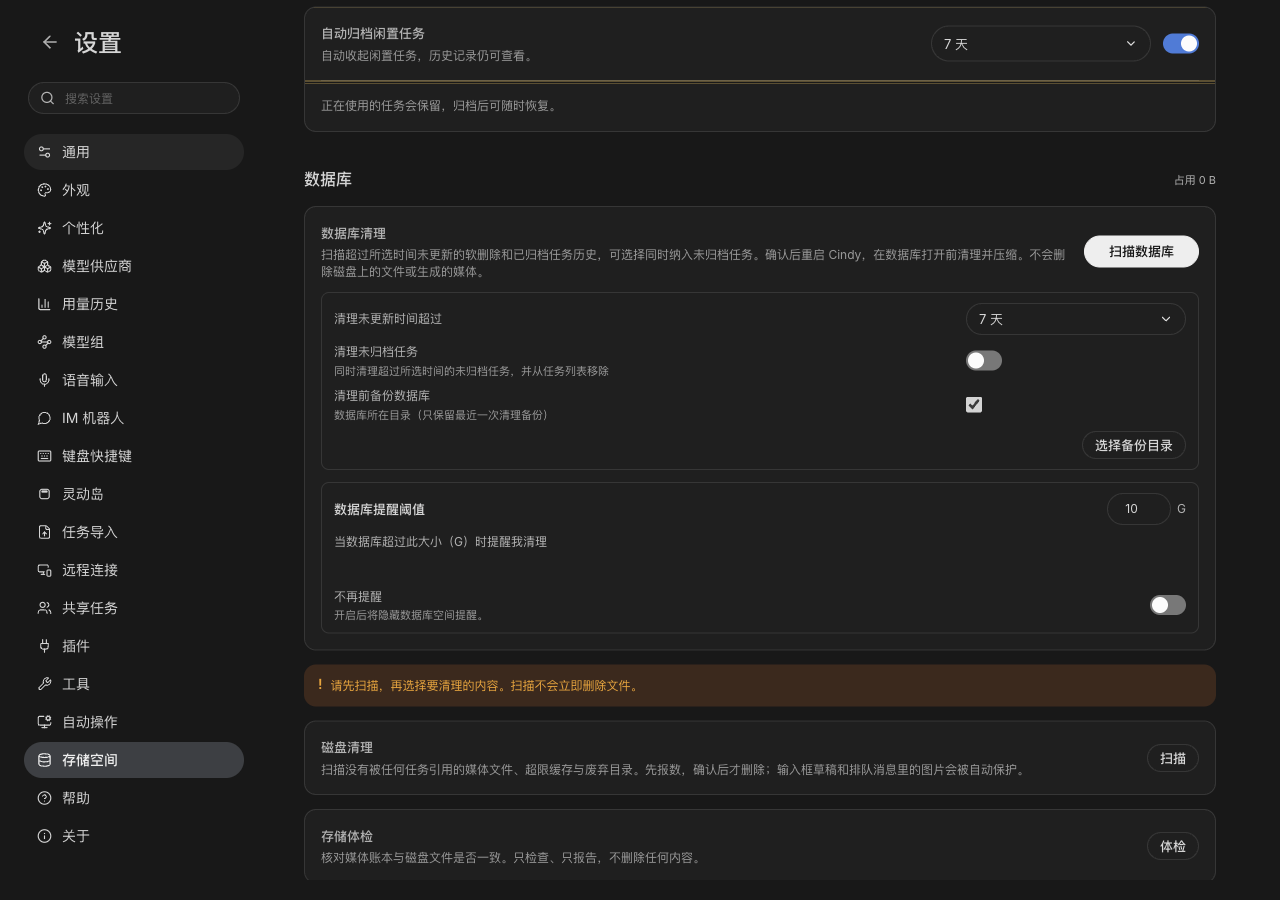 设置
搜索设置
通用
外观
个性化
模型供应商
用量历史
模型组
语音输入
IM 机器人
键盘快捷键
灵动岛
任务导入
远程连接
共享任务
插件
工具
自动操作
存储空间
帮助
关于
自动归档闲置任务
自动收起闲置任务，历史记录仍可查看。
7 天
正在使用的任务会保留，归档后可随时恢复。
数据库
占用 0 B
数据库清理
扫描超过所选时间未更新的软删除和已归档任务历史，可选择同时纳入未归档任务。确认后重启 Cindy，在数据库打开前清理并压缩。不会删
除磁盘上的文件或生成的媒体。
扫描数据库
清理未更新时间超过
7 天
清理未归档任务
同时清理超过所选时间的未归档任务，并从任务列表移除
清理前备份数据库
数据库所在目录（只保留最近一次清理备份）
选择备份目录
数据库提醒阈值
10 G
当数据库超过此大小（G）时提醒我清理
不再提醒
开启后将隐藏数据库空间提醒。
! 请先扫描，再选择要清理的内容。扫描不会立即删除文件。
磁盘清理
扫描没有被任何任务引用的媒体文件、超限缓存与废弃目录。先报数，确认后才删除；输入框草稿和排队消息里的图片会被自动保护。
扫描
存储体检
核对媒体账本与磁盘文件是否一致。只检查、只报告，不删除任何内容。
体检